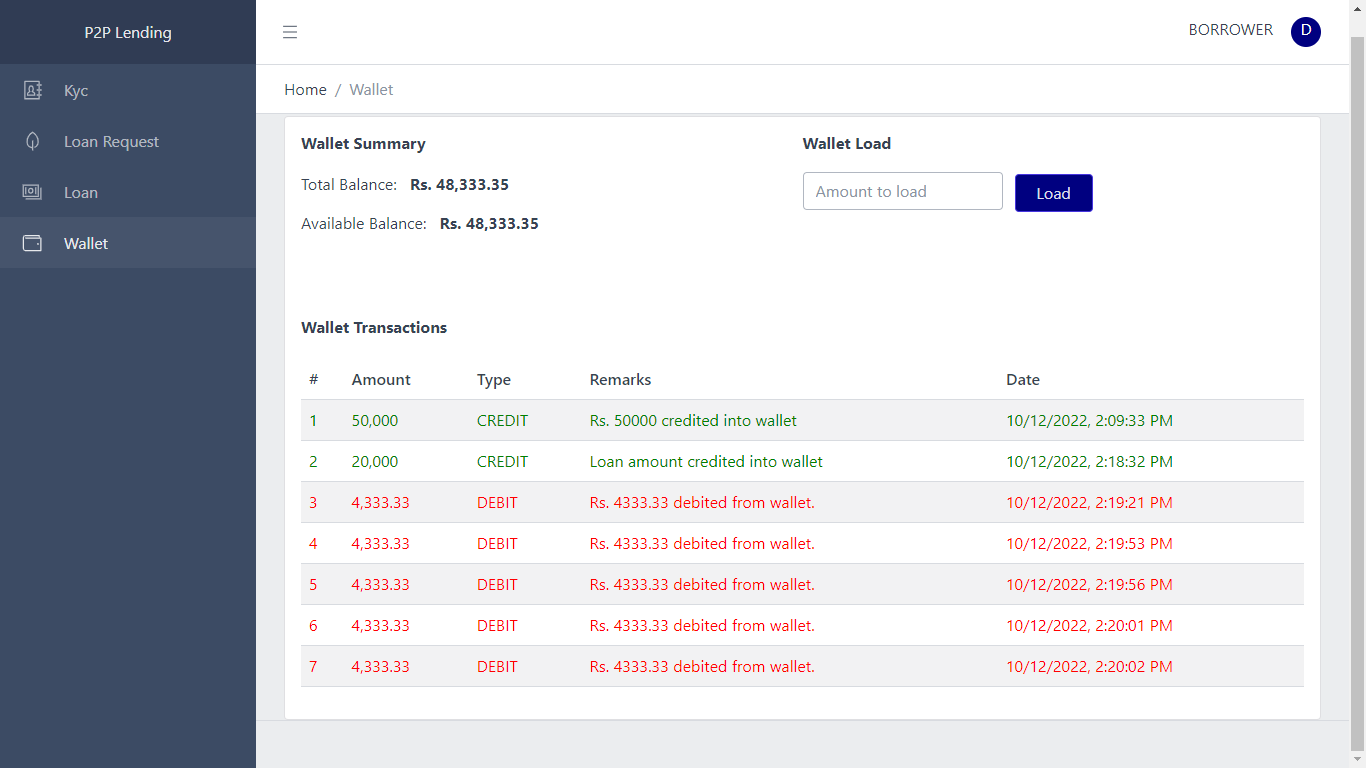 P2P Lending
Kyc
Loan Request
Loan
Wallet
BORROWER D
Home / Wallet
Wallet Summary
Total Balance: Rs. 48,333.35
Available Balance: Rs. 48,333.35
Wallet Load
Amount to load Load
Wallet Transactions
# Amount Type Remarks Date
1 50,000 CREDIT Rs. 50000 credited into wallet 10/12/2022, 2:09:33 PM
2 20,000 CREDIT Loan amount credited into wallet 10/12/2022, 2:18:32 PM
3 4,333.33 DEBIT Rs. 4333.33 debited from wallet. 10/12/2022, 2:19:21 PM
4 4,333.33 DEBIT Rs. 4333.33 debited from wallet. 10/12/2022, 2:19:53 PM
5 4,333.33 DEBIT Rs. 4333.33 debited from wallet. 10/12/2022, 2:19:56 PM
6 4,333.33 DEBIT Rs. 4333.33 debited from wallet. 10/12/2022, 2:20:01 PM
7 4,333.33 DEBIT Rs. 4333.33 debited from wallet. 10/12/2022, 2:20:02 PM